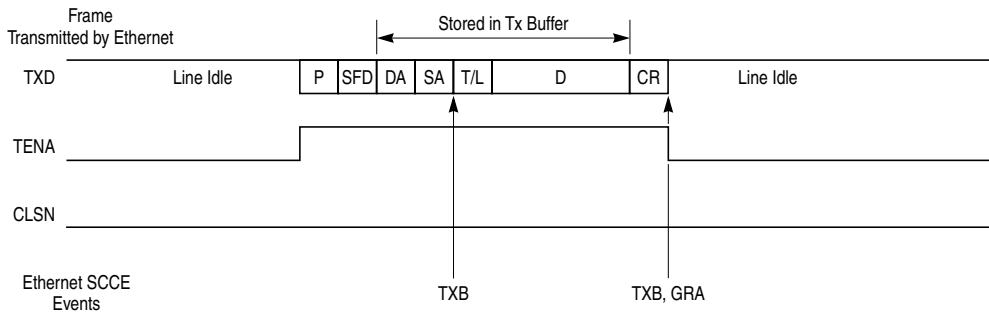 Frame
Transmitted by Ethernet
Stored in Tx Buffer
TXD
Line Idle
P
SFD
DA
SA
T/L
D
CR
Line Idle
TENA
CLSN
Ethernet SCCE
Events
TXB
TXB, GRA